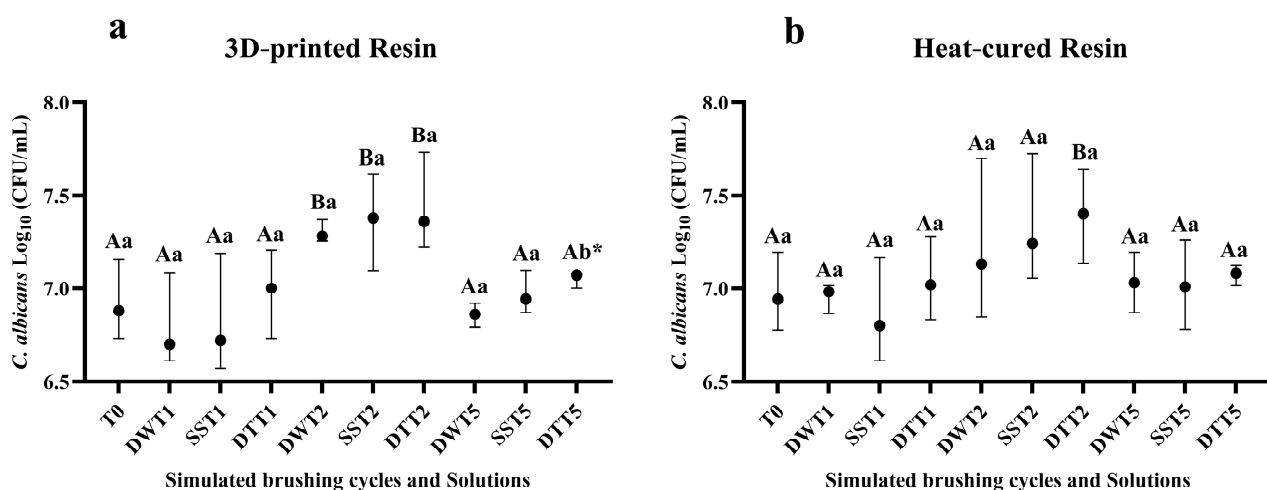 a
3D-printed Resin
C. albicans Log10 (CFU/mL)
8.0
7.5
7.0
6.5
Aa
Aa
Aa
Aa
Ba
Ba
Ba
Aa
Aa
Ab*
T0
DWT1
SST1
DTT1
DWT2
SST2
DTT2
DWT5
SST5
DTT5
Simulated brushing cycles and Solutions
b
Heat-cured Resin
C. albicans Log10 (CFU/mL)
8.0
7.5
7.0
6.5
Aa
Aa
Aa
Aa
Aa
Aa
Ba
Aa
Aa
Aa
T0
DWT1
SST1
DTT1
DWT2
SST2
DTT2
DWT5
SST5
DTT5
Simulated brushing cycles and Solutions